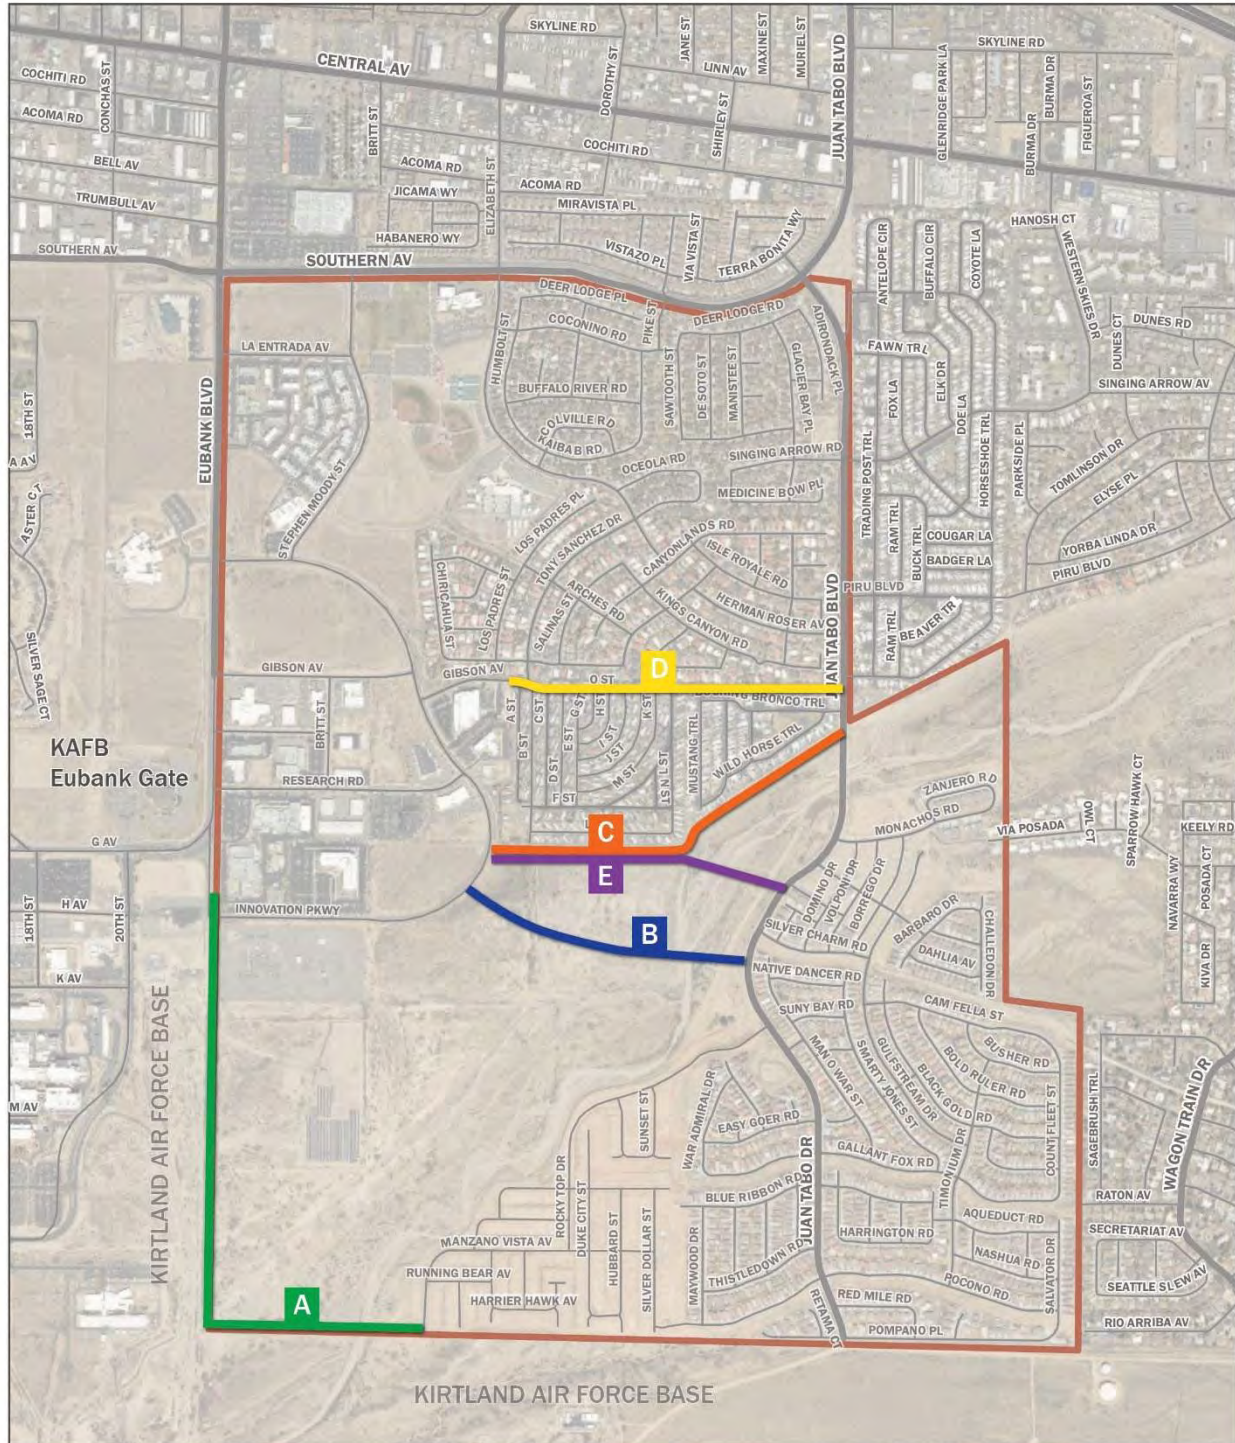 SKYLINE RD
JANE ST
MAXINE ST
MURIEL ST
JUAN TABO BLVD
SKYLINE RD
CENTRAL AV
DOROTHY ST
LINN AV
GLENRIDGE PARK LA
BURMA DR
FIGUEROA ST
COCHITI RD
CONCHAS ST
ACOMA RD
BRITT ST
SHIRLEY ST
BURMA DR
COCHITI RD
BELL AV
ACOMA RD
ELIZABETH ST
ACOMA RD
TRUMBULL AV
JICAMA WY
MIRAVISTA PL
HANOSH CT
HABANERO WY
VISTAZO PL
VIA VISTA ST
TERRA BONITA WY
ANTELOPE CIR
BUFFALO CIR
COYOTE LA
WESTERN SKIES DR
SOUTHERN AV
SOUTHERN AV
DEER LODGE PL
PIKE ST
DEER LODGE RD
ADIRONDACK PL
COCONINO RD
DUNES RD
DUNES CT
LA ENTRADA AV
HUMBOLT ST
SAWTOOTH ST
DE SOTO ST
MANISTEE ST
GLACIER BAY PL
FAWN TRL
FOX LA
ELK DR
DOE LA
SINGING ARROW AV
18TH ST
EUBANK BLVD
BUFFALO RIVER RD
COLVILLE RD
KAIBAB RD
OCEOLA RD
SINGING ARROW RD
TRADING POST TRL
HORSESHOE TRL
PARKSIDE PL
TOMLINSON DR
A AV
MEDICINE BOW PL
ELYSE PL
ASTER CT
STEPHEN MOODY ST
LOS PADRES PL
TONY SANCHEZ DR
CANYONLANDS RD
ISLE ROYALE RD
RAM TRL
BUCK TRL
COUGAR LA
YORBA LINDA DR
BADGER LA
PIRU BLVD
CHIRICAHUA ST
LOS PADRES ST
SALINAS ST
ARCHES RD
KINGS CANYON RD
HERMAN ROSER AV
JUAN TABO BLVD
PIRU BLVD
RAM TRL
BEAVER TR
SILVER SAGE CT
GIBSON AV
GIBSON AV
D
O ST
BRONCO TRL
BRITT ST
A ST
B ST
C ST
D ST
E ST
F ST
G ST
H ST
I ST
J ST
K ST
M ST
N ST
L ST
MUSTANG TRL
WILD HORSE TRL
KAFB
Eubank Gate
RESEARCH RD
ZANJERO RD
MONACHOS RD
VIA POSADA
OWL CT
SPARROW HAWK CT
KEELY RD
G AV
C
E
18TH ST
H AV
20TH ST
K AV
INNOVATION PKWY
B
DOMINO DR
VOLPONI DR
BORREGO DR
SILVER CHARM RD
BARBARO DR
DAHLIA AV
CHALLEDON DR
NAVARRA WY
POSADA CT
KIVA DR
NATIVE DANCER RD
SUNY BAY RD
CAM FELLA ST
KIRTLAND AIR FORCE BASE
MAN O WAR ST
SMARTY JONES ST
GULFSTREAM DR
BLACK GOLD RD
BOLD RULER RD
BUSHER RD
COUNT FLEET ST
SAGEBRUSH TRL
WAGON TRAIN DR
M AV
SUNSET ST
WAR ADMIRAL DR
EASY GOER RD
GALLANT FOX RD
TIMONIUM DR
ROCKY TOP DR
DUKE CITY ST
BLUE RIBBON RD
JUAN TABO DR
RATON AV
HUBBARD ST
SILVER DOLLAR ST
MAYWOOD DR
HARRINGTON RD
AQUEDUCT RD
SECRETARIAT AV
MANZANO VISTA AV
THISTLEDOWN RD
NASHUA RD
SALVATOR DR
RUNNING BEAR AV
POCONO RD
SEATTLE SLEW AV
A
HARRIER HAWK AV
RED MILE RD
RETAMA CT
POMPANO PL
RIO ARRIBA AV
KIRTLAND AIR FORCE BASE